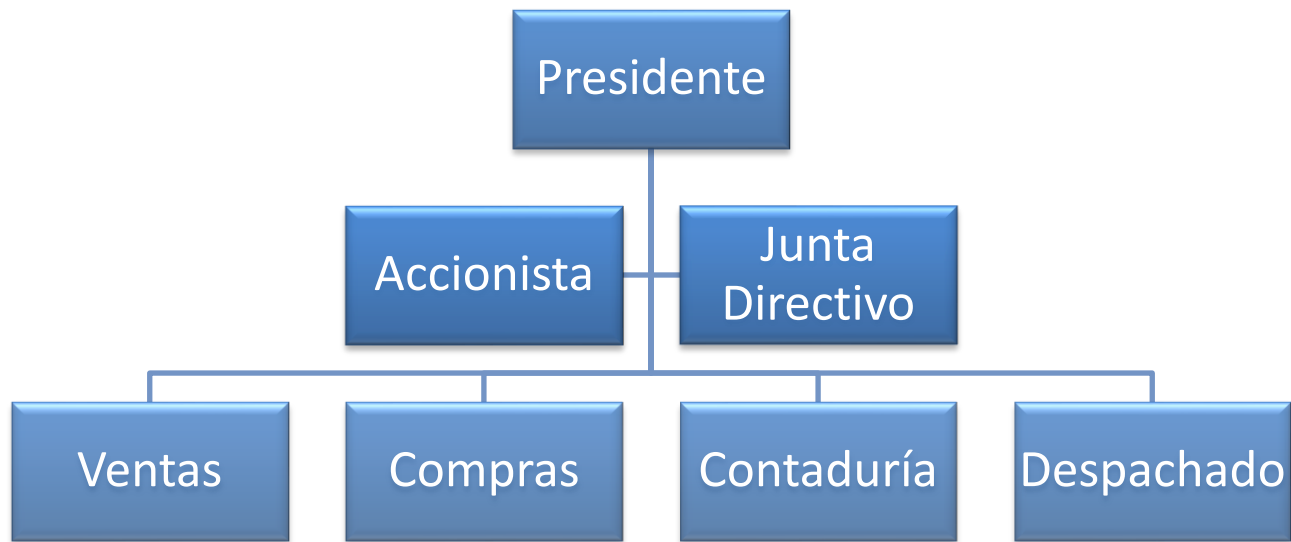 Presidente
Accionista
Junta
Directivo
Ventas
Compras
Contaduría
Despachado